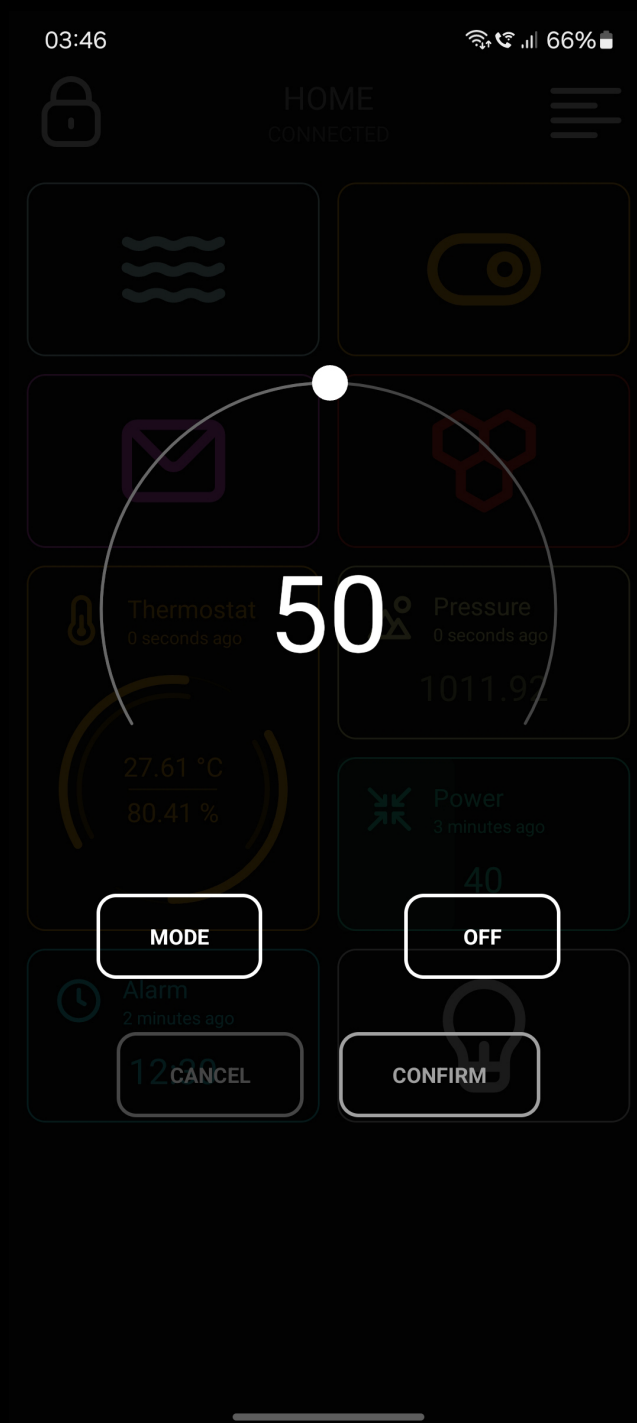 03:46
66%
HOME
CONNECTED
50
Thermostat
0 seconds ago
27.61 °C
80.41 %
Pressure
0 seconds ago
1011.92
Power
3 minutes ago
40
MODE
OFF
Alarm
2 minutes ago
CANCEL
CONFIRM